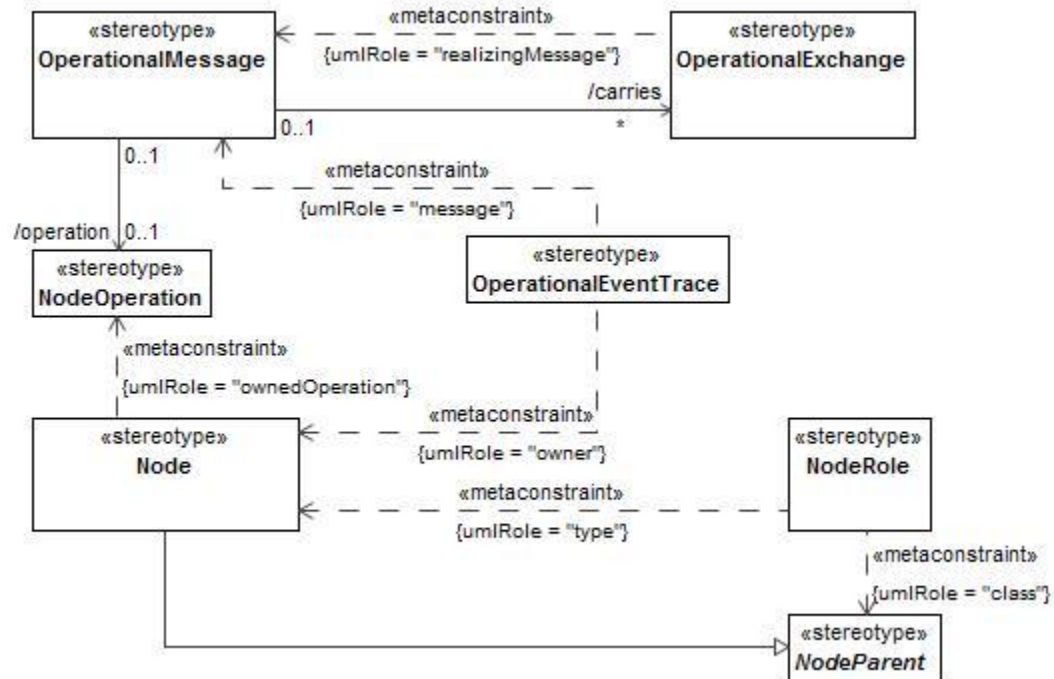 «metaconstraint»
«stereotype»
OperationalMessage
«stereotype»
OperationalExchange
{umlRole = "realizingMessage"}
/carries
0..1
*
0..1
«metaconstraint»
{umlRole = "message"}
/operation
0..1
«stereotype»
NodeOperation
«stereotype»
OperationalEventTrace
«metaconstraint»
{umlRole = "ownedOperation"}
«metaconstraint»
{umlRole = "owner"}
«stereotype»
Node
«stereotype»
NodeRole
«metaconstraint»
{umlRole = "type"}
«metaconstraint»
{umlRole = "class"}
«stereotype»
NodeParent